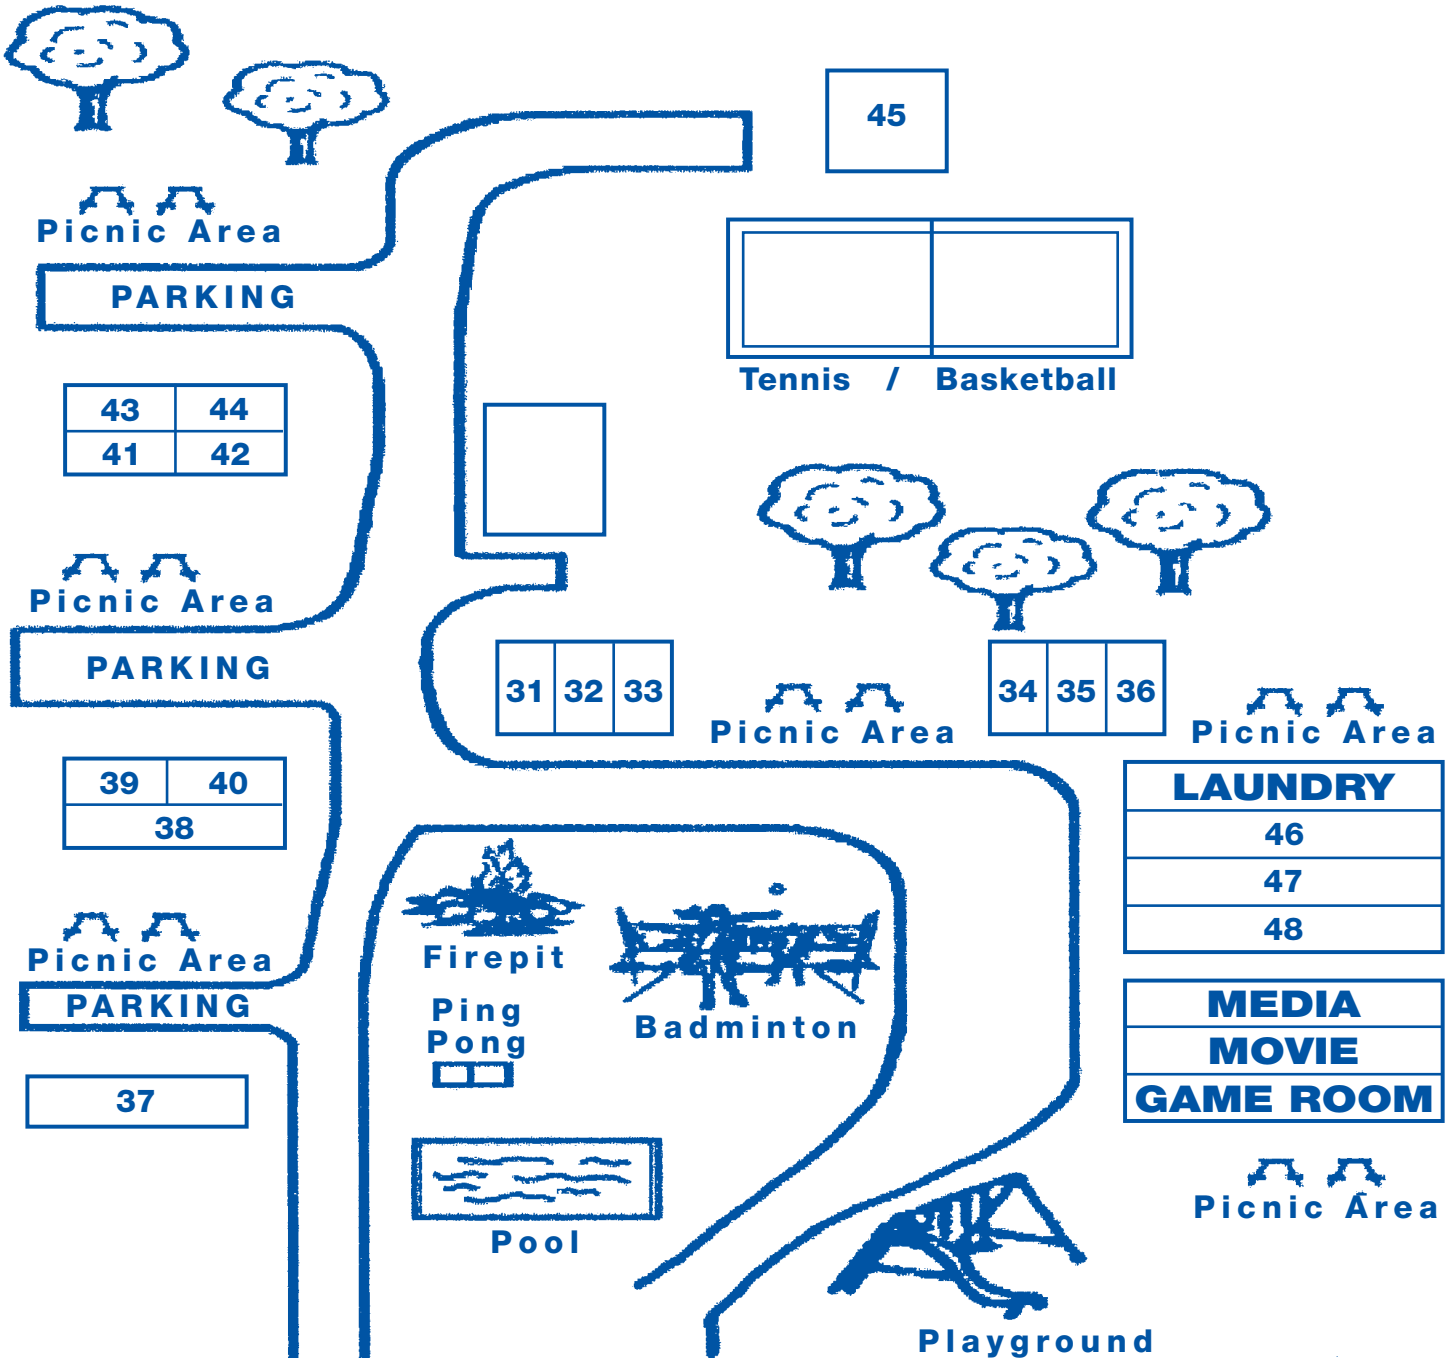 45
Picnic Area
PARKING
Tennis / Basketball
43 44
41 42
Picnic Area
PARKING
31 32 33
34 35 36
Picnic Area
Picnic Area
39 40
38
LAUNDRY
46
47
48
Picnic Area
PARKING
Firepit
Ping
Pong
Badminton
MEDIA
MOVIE
GAME ROOM
37
Picnic Area
Pool
Playground